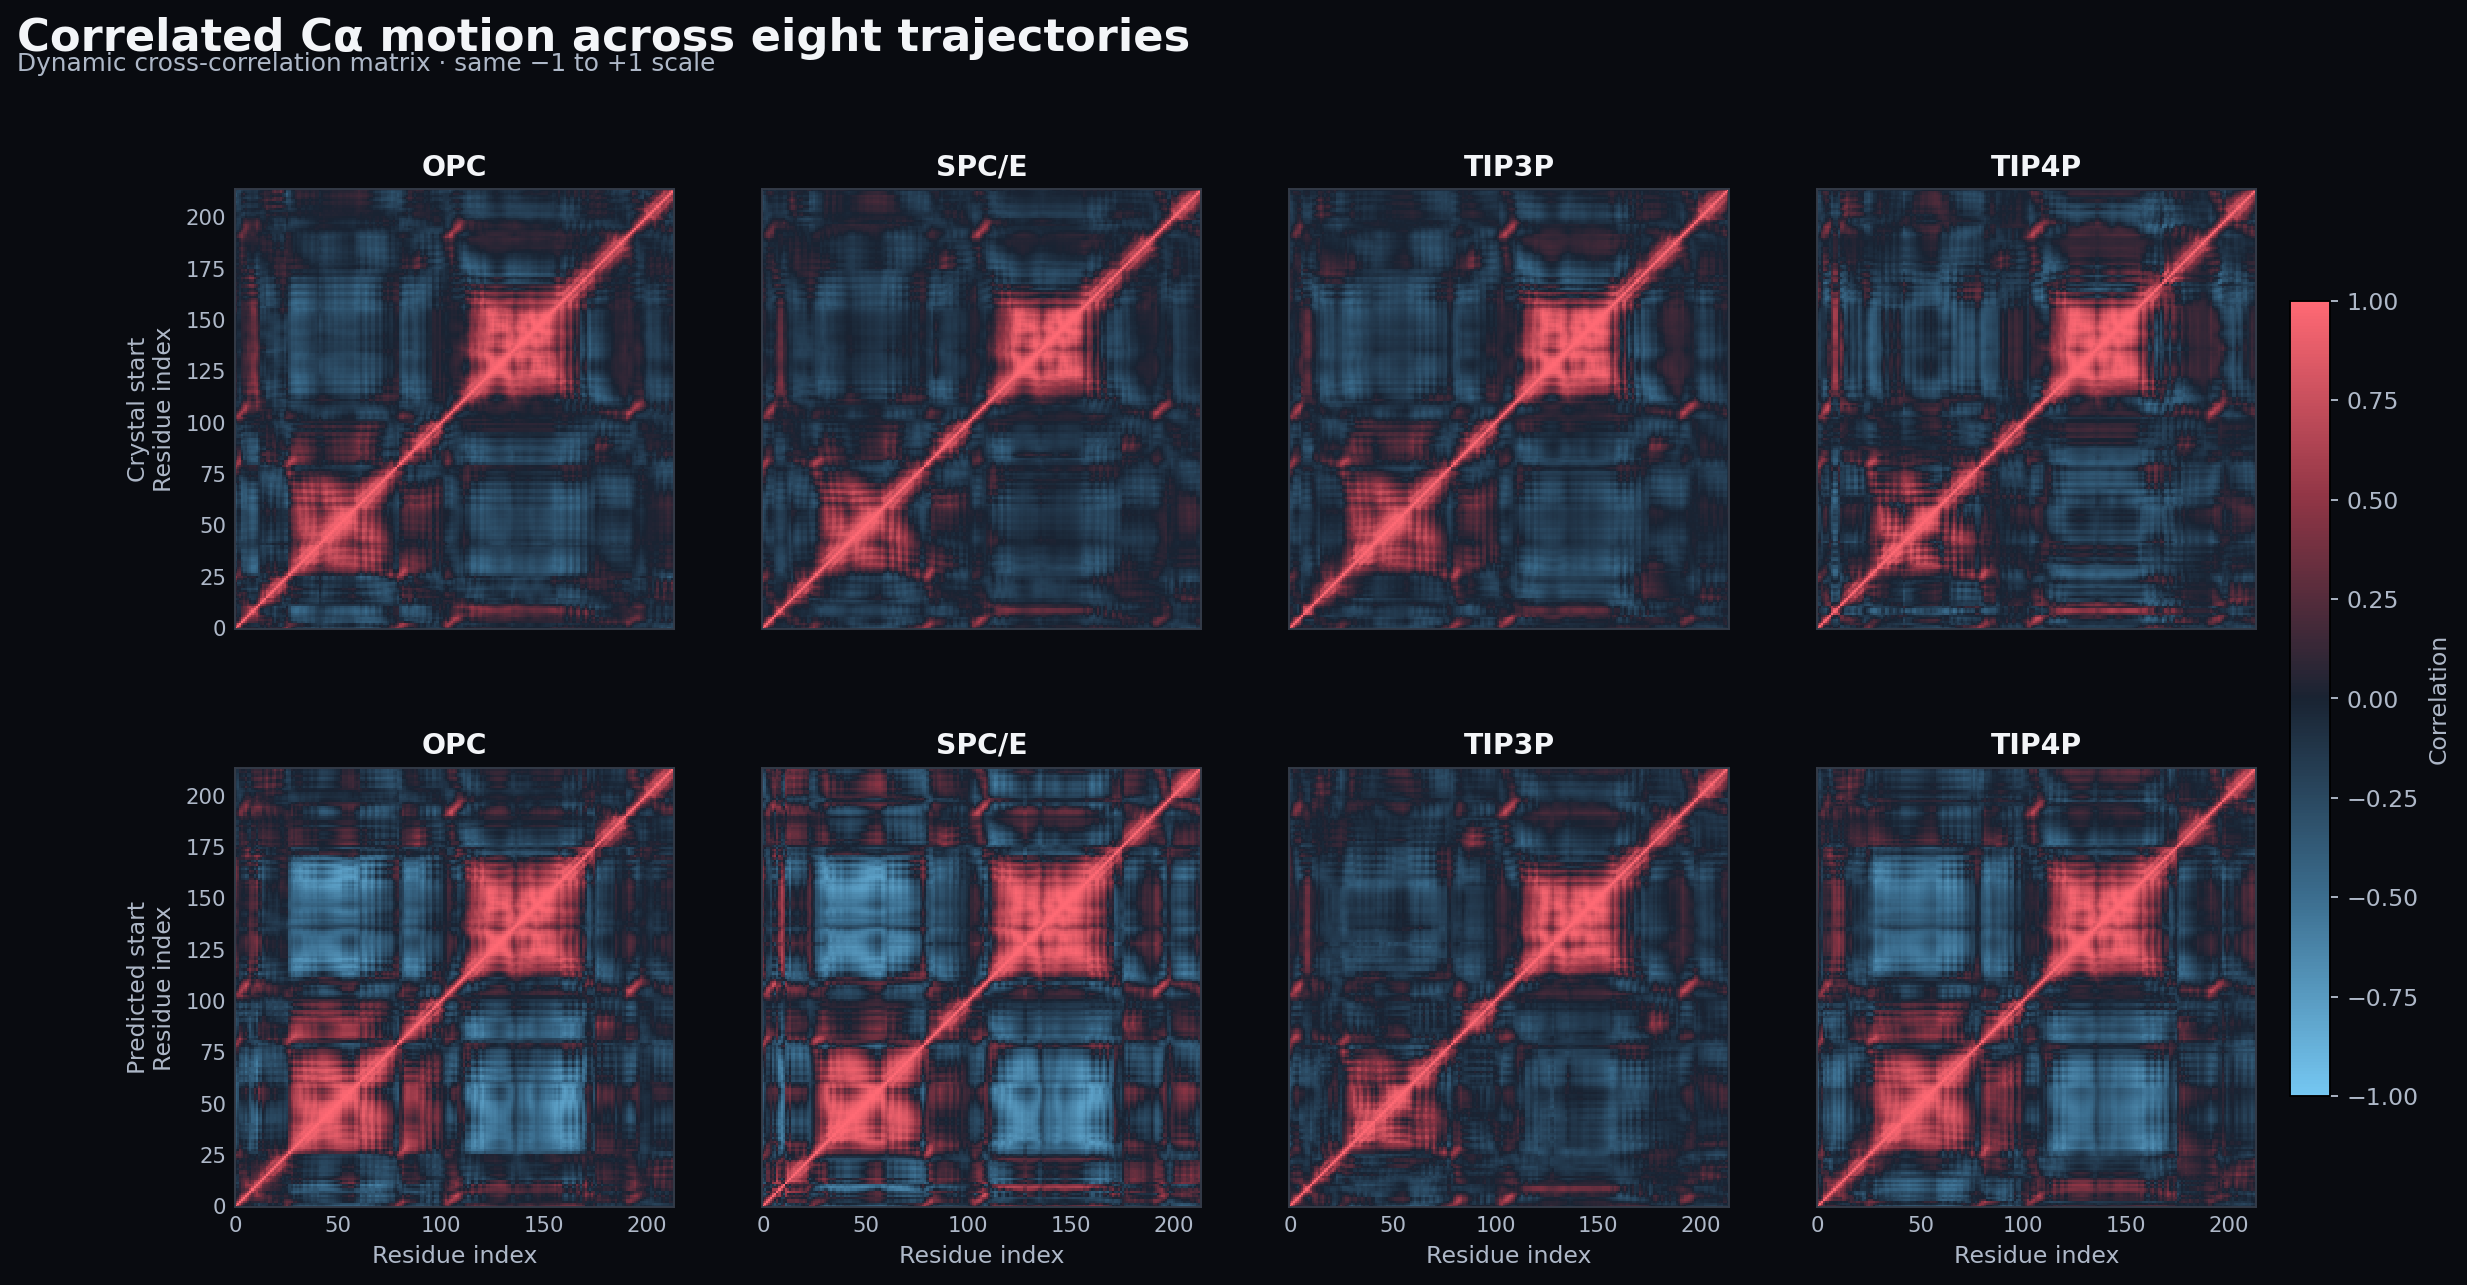 Correlated Cα motion across eight trajectories
Dynamic cross-correlation matrix · same −1 to +1 scale
OPC
SPC/E
TIP3P
TIP4P
Crystal start
Residue index
200
175
150
125
100
75
50
25
0
OPC
SPC/E
TIP3P
TIP4P
Predicted start
Residue index
200
175
150
125
100
75
50
25
0
0 50 100 150 200
0 50 100 150 200
0 50 100 150 200
0 50 100 150 200
Residue index
Residue index
Residue index
Residue index
1.00
0.75
0.50
0.25
0.00
−0.25
−0.50
−0.75
−1.00
Correlation